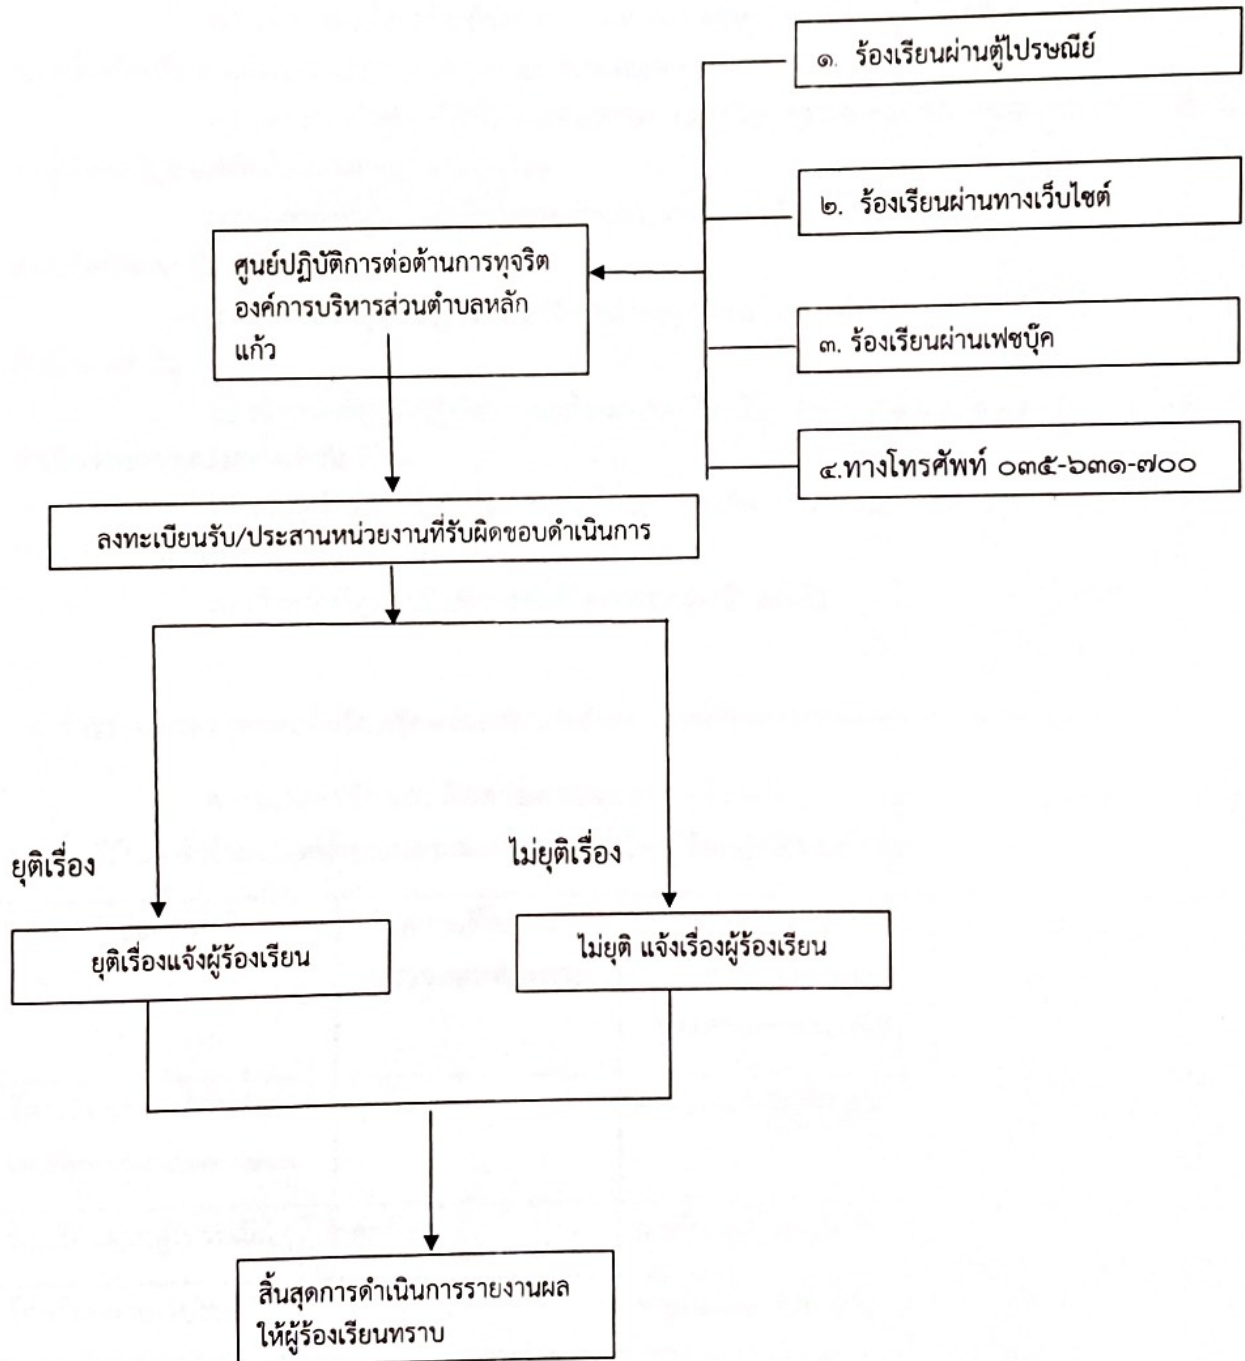 ๑. ร้องเรียนผ่านตู้ไปรษณีย์
๒. ร้องเรียนผ่านทางเว็บไซต์
ศูนย์ปฏิบัติการต่อต้านการทุจริต
องค์การบริหารส่วนตำบลหลัก
แก้ว
๓. ร้องเรียนผ่านเฟซบุ๊ค
๔.ทางโทรศัพท์ ๐๓๕-๖๓๑-๗๐๐
ลงทะเบียนรับ/ประสานหน่วยงานที่รับผิดชอบดำเนินการ
ยุติเรื่อง
ไม่ยุติเรื่อง
ยุติเรื่องแจ้งผู้ร้องเรียน
ไม่ยุติ แจ้งเรื่องผู้ร้องเรียน
สิ้นสุดการดำเนินการรายงานผล
ให้ผู้ร้องเรียนทราบ